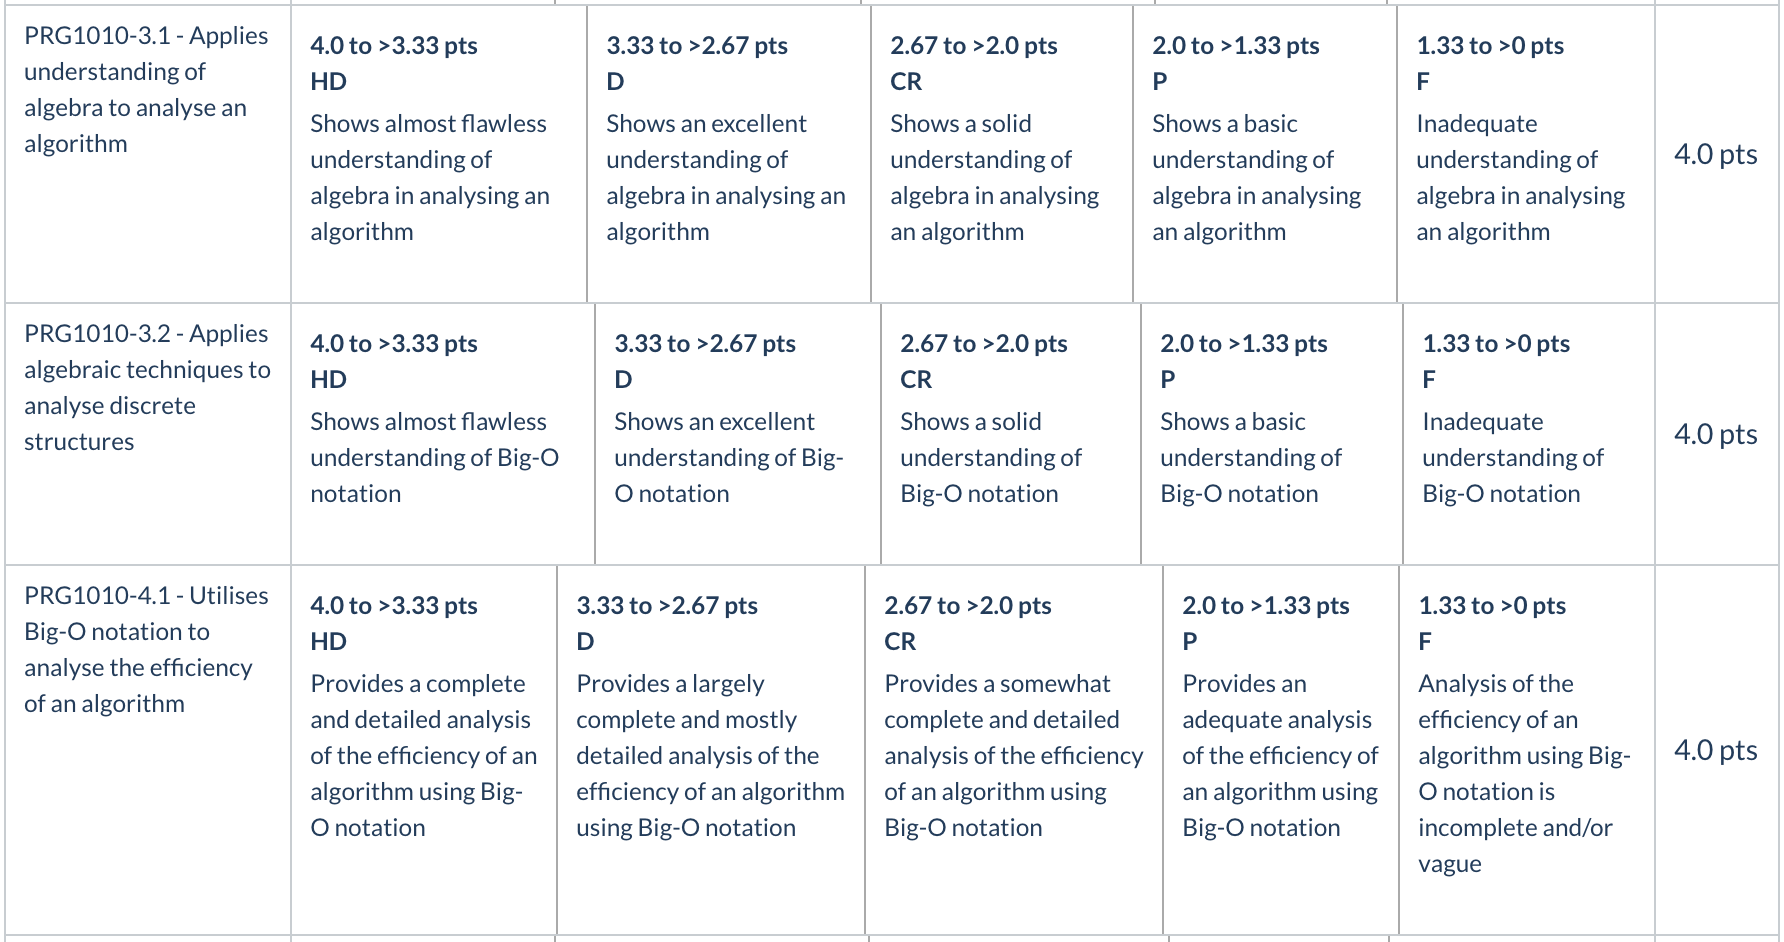 PRG1010-3.1 - Applies
understanding of
algebra to analyse an
algorithm
4.0 to >3.33 pts
HD
Shows almost flawless
understanding of
algebra in analysing an
algorithm
3.33 to >2.67 pts
D
Shows an excellent
understanding of
algebra in analysing an
algorithm
2.67 to >2.0 pts
CR
Shows a solid
understanding of
algebra in analysing
an algorithm
2.0 to >1.33 pts
P
Shows a basic
understanding of
algebra in analysing
an algorithm
1.33 to >0 pts
F
Inadequate
understanding of
algebra in analysing
an algorithm
4.0 pts
PRG1010-3.2 - Applies
algebraic techniques to
analyse discrete
structures
4.0 to >3.33 pts
HD
Shows almost flawless
understanding of Big-O
notation
3.33 to >2.67 pts
D
Shows an excellent
understanding of Big-
O notation
2.67 to >2.0 pts
CR
Shows a solid
understanding of
Big-O notation
2.0 to >1.33 pts
P
Shows a basic
understanding of
Big-O notation
1.33 to >0 pts
F
Inadequate
understanding of
Big-O notation
4.0 pts
PRG1010-4.1 - Utilises
Big-O notation to
analyse the efficiency
of an algorithm
4.0 to >3.33 pts
HD
Provides a complete
and detailed analysis
of the efficiency of an
algorithm using Big-
O notation
3.33 to >2.67 pts
D
Provides a largely
complete and mostly
detailed analysis of the
efficiency of an algorithm
using Big-O notation
2.67 to >2.0 pts
CR
Provides a somewhat
complete and detailed
analysis of the efficiency
of an algorithm using
Big-O notation
2.0 to >1.33 pts
P
Provides an
adequate analysis
of the efficiency of
an algorithm using
Big-O notation
1.33 to >0 pts
F
Analysis of the
efficiency of an
algorithm using Big-
O notation is
incomplete and/or
vague
4.0 pts